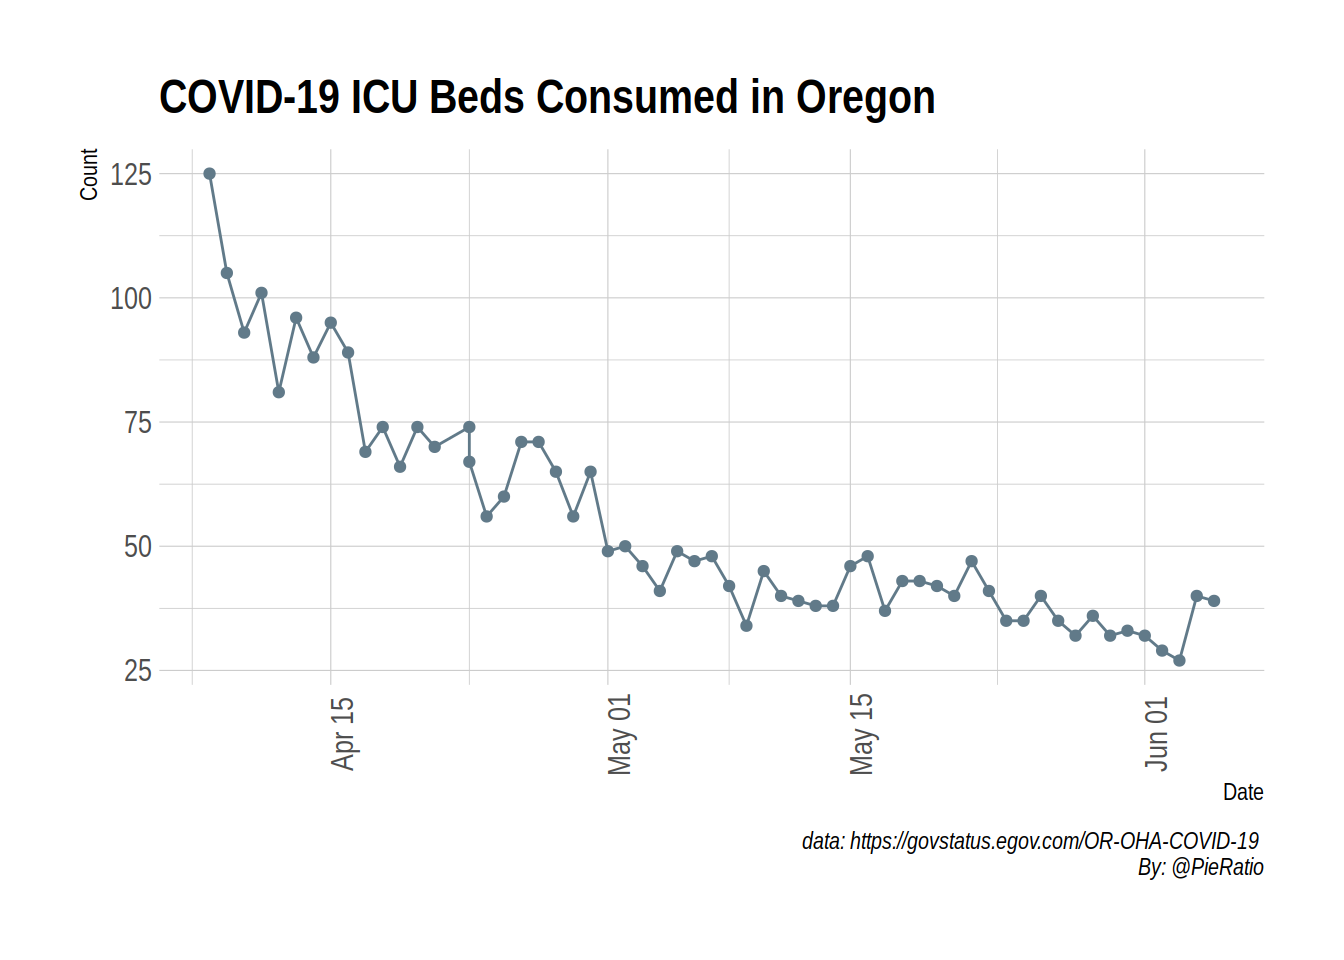 COVID-19 ICU Beds Consumed in Oregon
Count
125
100
75
50
25
Apr 15
May 01
May 15
Jun 01
Date
data: https://govstatus.egov.com/OR-OHA-COVID-19
By: @PieRatio